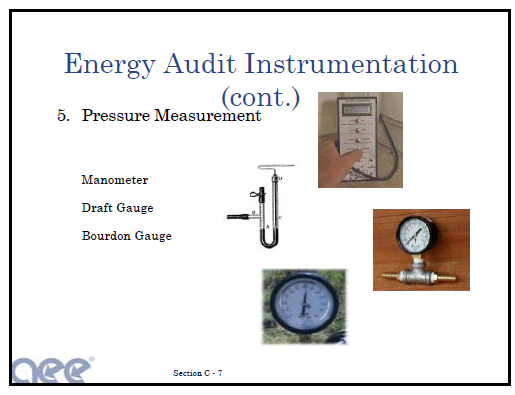 Energy Audit Instrumentation
(cont.)
5. Pressure Measurement
Manometer
Draft Gauge
Bourdon Gauge
aee
Section C - 7